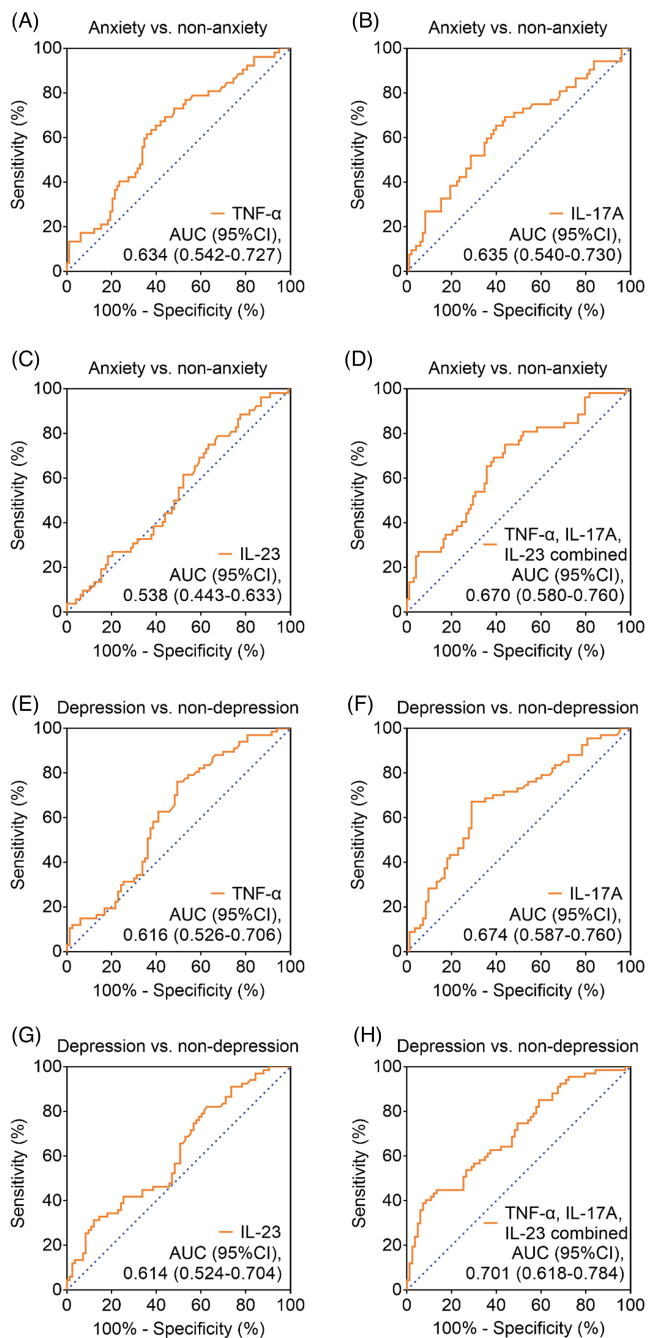 (A)
Anxiety vs. non-anxiety
Sensitivity (%)
100
80
60
40
20
0
TNF-α
AUC (95%CI),
0.634 (0.542-0.727)
0 20 40 60 80 100
100% - Specificity (%)
(B)
Anxiety vs. non-anxiety
Sensitivity (%)
100
80
60
40
20
0
IL-17A
AUC (95%CI),
0.635 (0.540-0.730)
0 20 40 60 80 100
100% - Specificity (%)
(C)
Anxiety vs. non-anxiety
Sensitivity (%)
100
80
60
40
20
0
IL-23
AUC (95%CI),
0.538 (0.443-0.633)
0 20 40 60 80 100
100% - Specificity (%)
(D)
Anxiety vs. non-anxiety
Sensitivity (%)
100
80
60
40
20
0
TNF-α, IL-17A,
IL-23 combined
AUC (95%CI),
0.670 (0.580-0.760)
0 20 40 60 80 100
100% - Specificity (%)
(E)
Depression vs. non-depression
Sensitivity (%)
100
80
60
40
20
0
TNF-α
AUC (95%CI),
0.616 (0.526-0.706)
0 20 40 60 80 100
100% - Specificity (%)
(F)
Depression vs. non-depression
Sensitivity (%)
100
80
60
40
20
0
IL-17A
AUC (95%CI),
0.674 (0.587-0.760)
0 20 40 60 80 100
100% - Specificity (%)
(G)
Depression vs. non-depression
Sensitivity (%)
100
80
60
40
20
0
IL-23
AUC (95%CI),
0.614 (0.524-0.704)
0 20 40 60 80 100
100% - Specificity (%)
(H)
Depression vs. non-depression
Sensitivity (%)
100
80
60
40
20
0
TNF-α, IL-17A,
IL-23 combined
AUC (95%CI),
0.701 (0.618-0.784)
0 20 40 60 80 100
100% - Specificity (%)